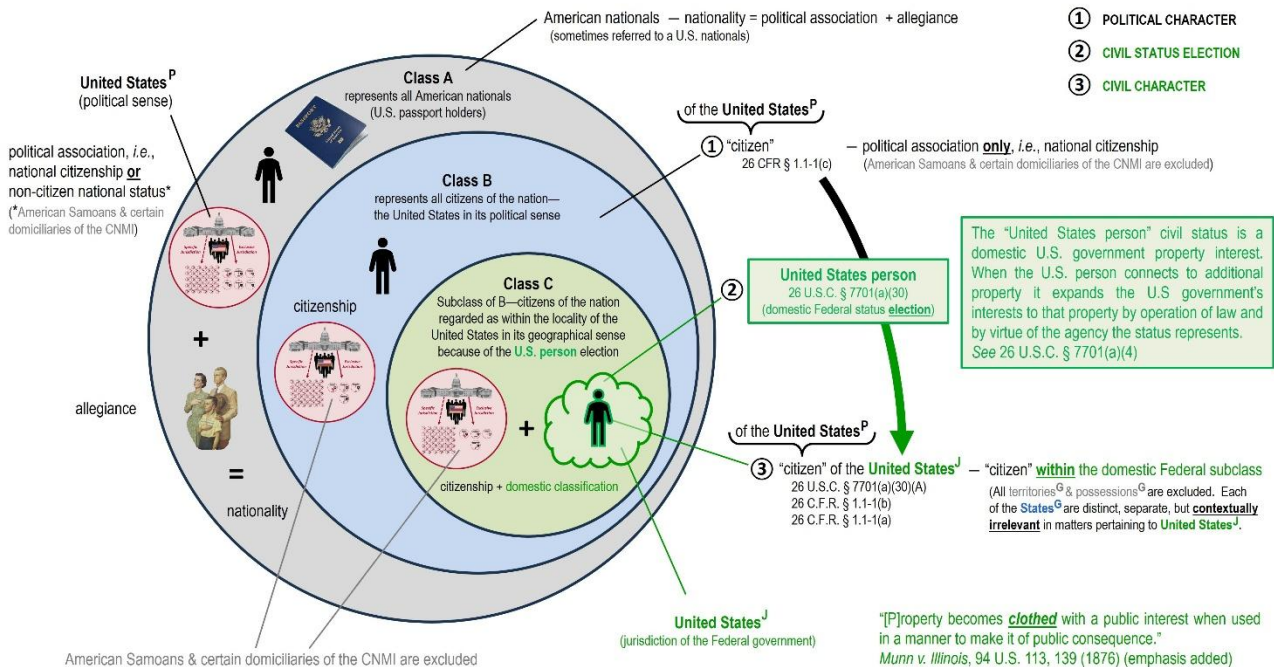 American nationals — nationality = political association + allegiance
(sometimes referred to a U.S. nationals)
① POLITICAL CHARACTER
② CIVIL STATUS ELECTION
③ CIVIL CHARACTER
United States^P
(political sense)
political association, i.e.,
national citizenship or
non-citizen national status*
(*American Samoans & certain
domiciliaries of the CNMI)
+
allegiance
=
nationality
Class A
represents all American nationals
(U.S. passport holders)
PASSPORT
Class B
represents all citizens of the nation—
the United States in its political sense
citizenship
Specific Jurisdiction
Exclusive Jurisdiction
Class C
Subclass of B—citizens of the nation
regarded as within the locality of the
United States in its geographical sense
because of the U.S. person election
+
citizenship + domestic classification
of the United States^P
① "citizen"
26 CFR § 1.1-1(c)
— political association only, i.e., national citizenship
(American Samoans & certain domiciliaries of the CNMI are excluded)
②
United States person
26 U.S.C. § 7701(a)(30)
(domestic Federal status election)
The "United States person" civil status is a
domestic U.S. government property interest.
When the U.S. person connects to additional
property it expands the U.S government's
interests to that property by operation of law and
by virtue of the agency the status represents.
See 26 U.S.C. § 7701(a)(4)
of the United States^P
③ "citizen" of the United States^J
26 U.S.C. § 7701(a)(30)(A)
26 C.F.R. § 1.1-1(b)
26 C.F.R. § 1.1-1(a)
— "citizen" within the domestic Federal subclass
(All territories^G & possessions^G are excluded. Each
of the States^G are distinct, separate, but contextually
irrelevant in matters pertaining to United States^J.
United States^J
(jurisdiction of the Federal government)
"[P]roperty becomes clothed with a public interest when used
in a manner to make it of public consequence."
Munn v. Illinois, 94 U.S. 113, 139 (1876) (emphasis added)
American Samoans & certain domiciliaries of the CNMI are excluded